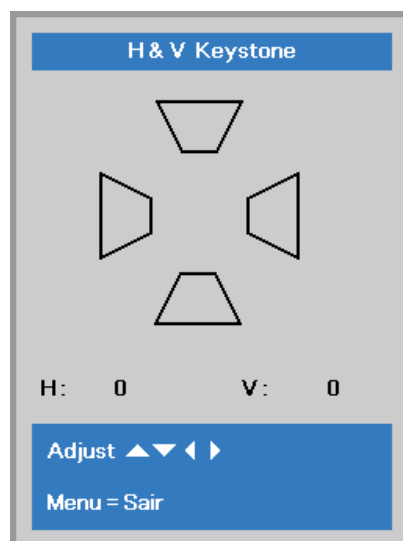 H & V Keystone
H: 0 V: 0
Adjust ▲▼◀▶
Menu = Sair